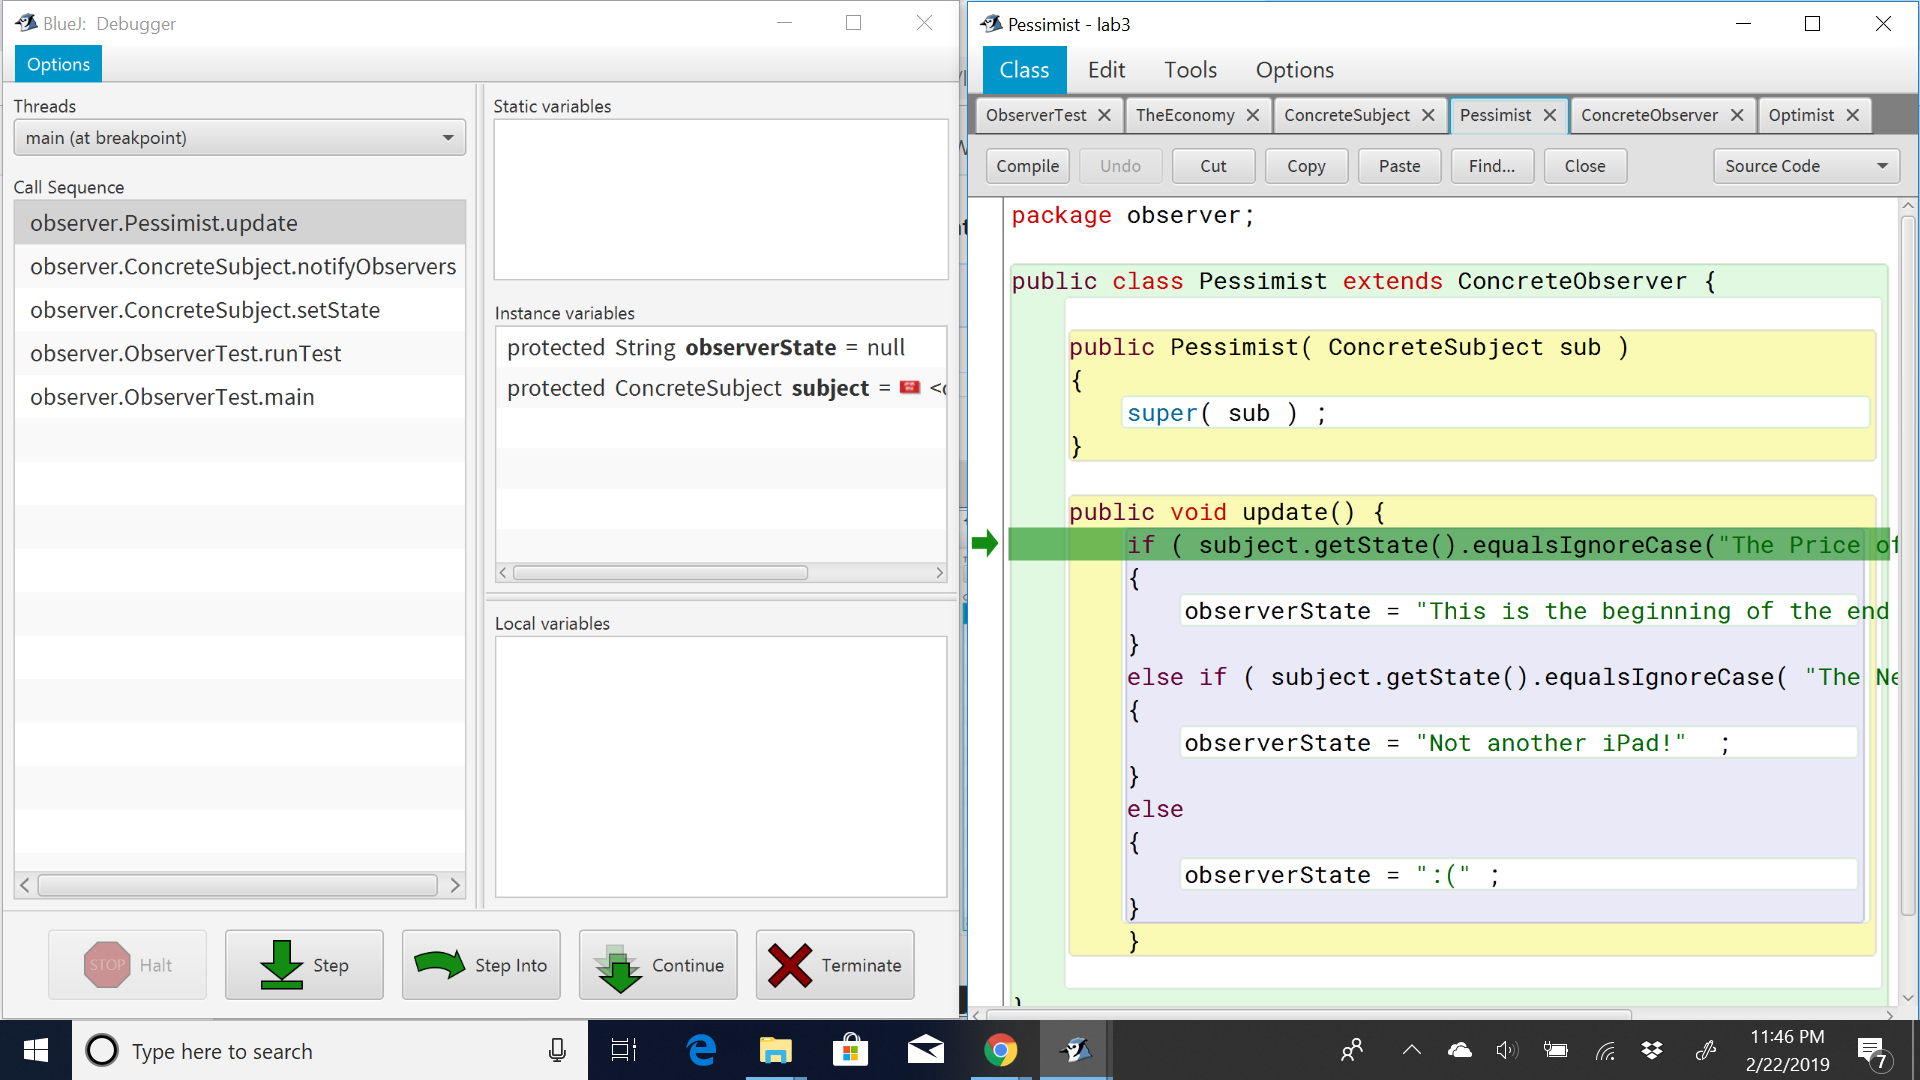 BlueJ: Debugger
Options
Threads
main (at breakpoint)
Call Sequence
observer.Pessimist.update
observer.ConcreteSubject.notifyObservers
observer.ConcreteSubject.setState
observer.ObserverTest.runTest
observer.ObserverTest.main
Static variables
Instance variables
protected String observerState = null
protected ConcreteSubject subject = <
Local variables
STOP Halt
Step
Step Into
Continue
Terminate
Pessimist - lab3
Class Edit Tools Options
ObserverTest TheEconomy ConcreteSubject Pessimist ConcreteObserver Optimist
Compile Undo Cut Copy Paste Find... Close Source Code
package observer;
public class Pessimist extends ConcreteObserver {
public Pessimist( ConcreteSubject sub )
{
super( sub ) ;
}
public void update() {
if ( subject.getState().equalsIgnoreCase("The Price of
{
observerState = "This is the beginning of the end
}
else if ( subject.getState().equalsIgnoreCase( "The Ne
{
observerState = "Not another iPad!" ;
}
else
{
observerState = ":(" ;
}
}
Type here to search
11:46 PM
2/22/2019
7